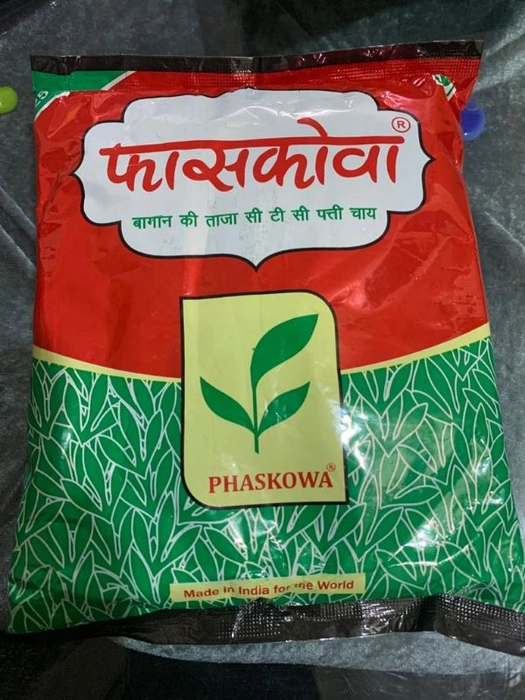 फासकोवा ®
बागान की ताजा सी टी सी पत्ती चाय
PHASKOWA ®
Made in India for the World